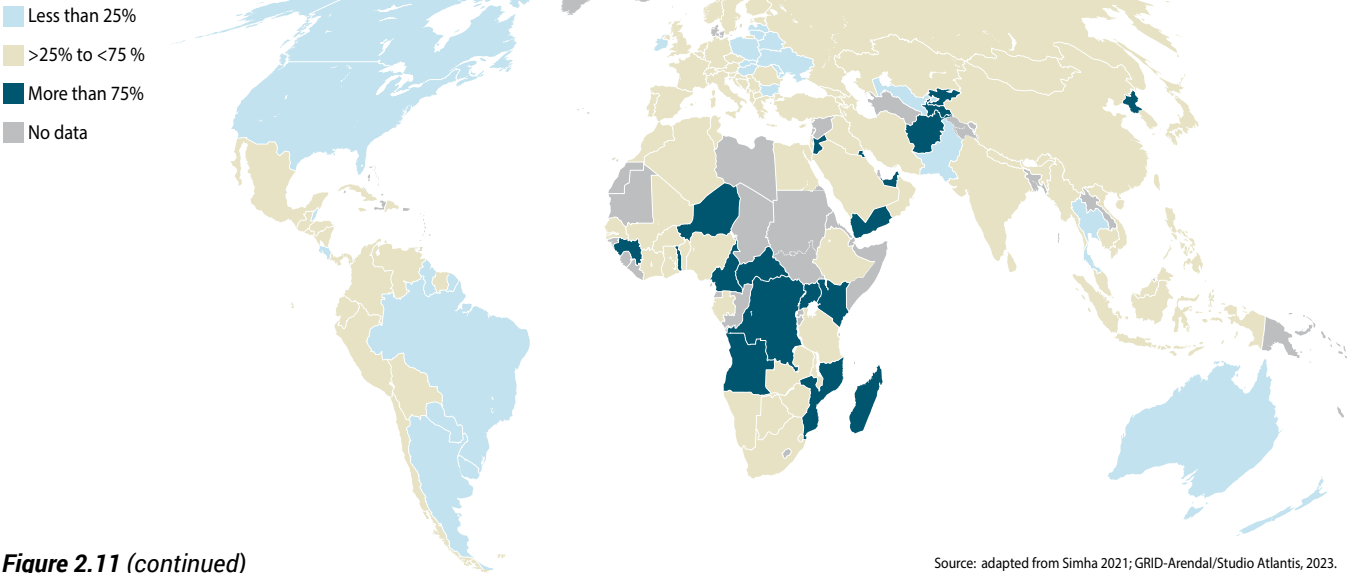 Less than 25%
>25% to <75 %
More than 75%
No data
Figure 2.11 (continued)
Source: adapted from Simha 2021; GRID-Arendal/Studio Atlantis, 2023.